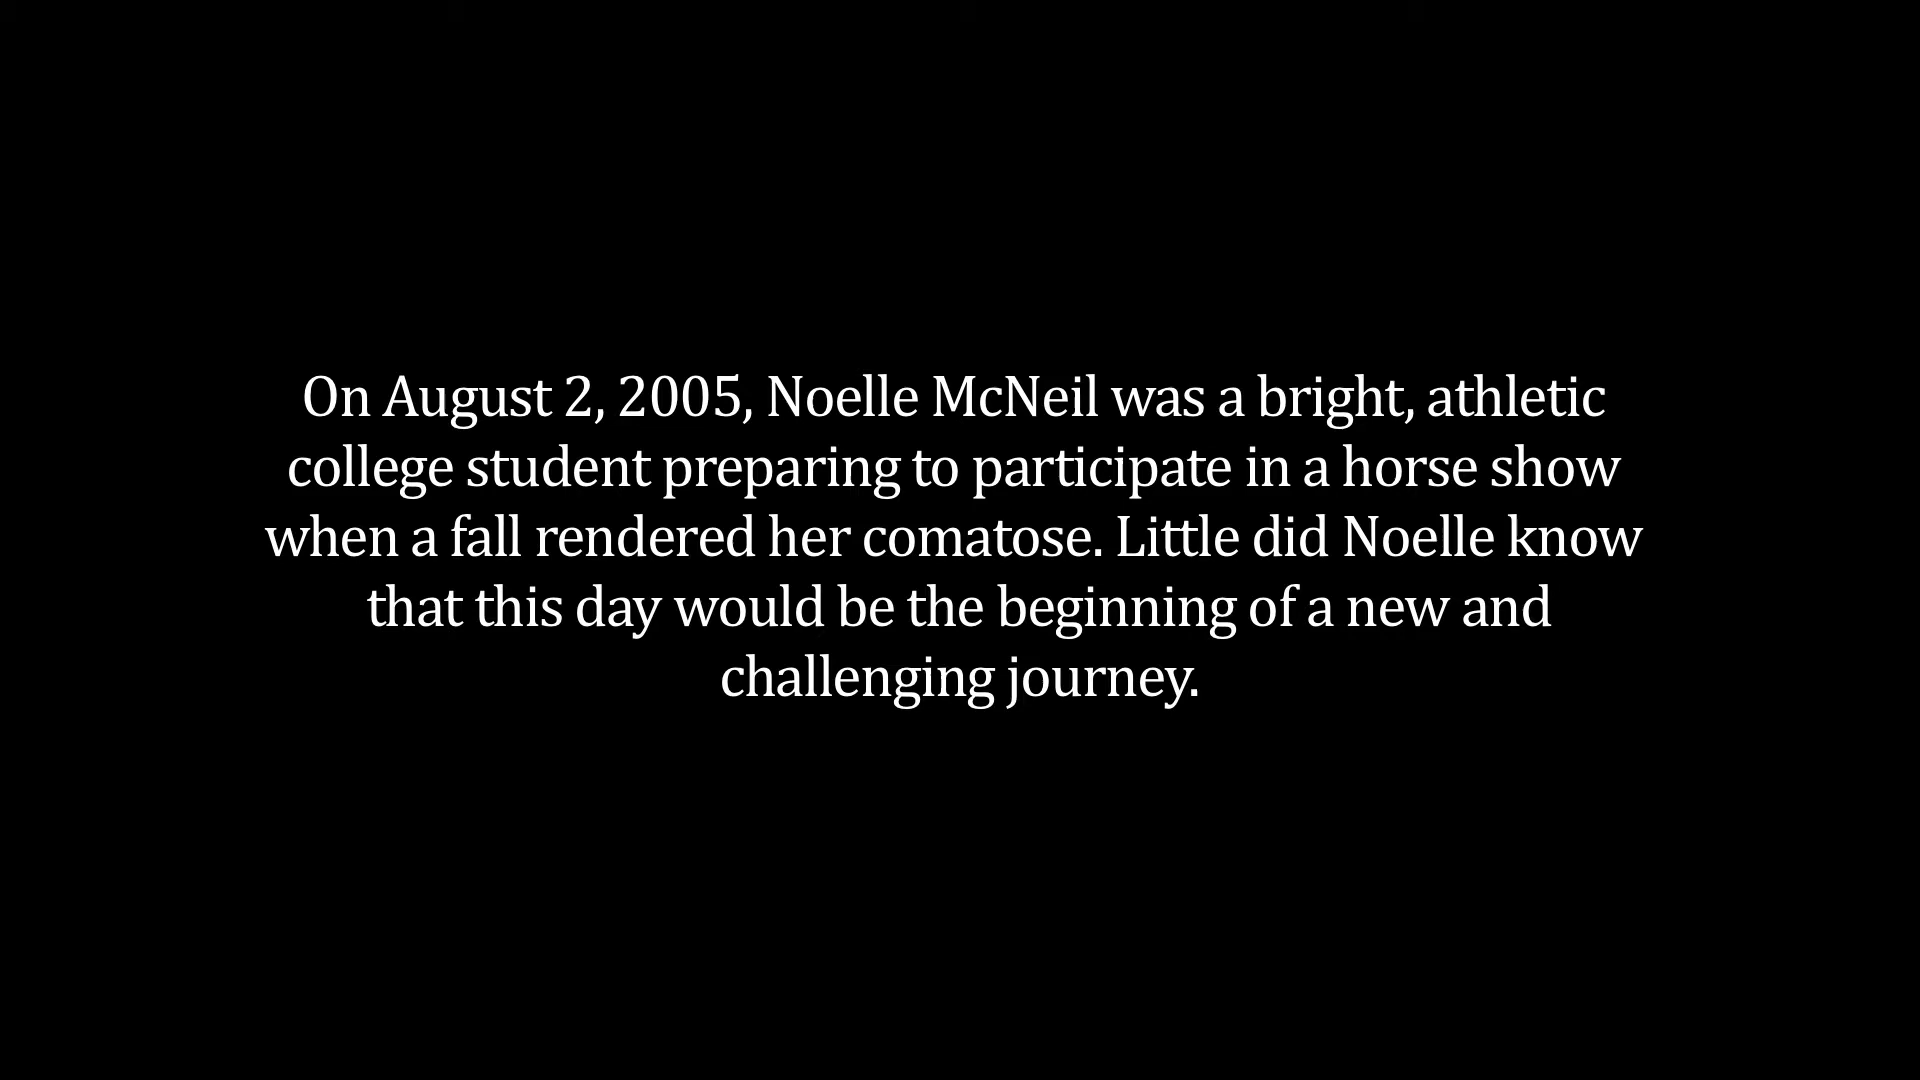 On August 2, 2005, Noelle McNeil was a bright, athletic
college student preparing to participate in a horse show
when a fall rendered her comatose. Little did Noelle know
that this day would be the beginning of a new and
challenging journey.